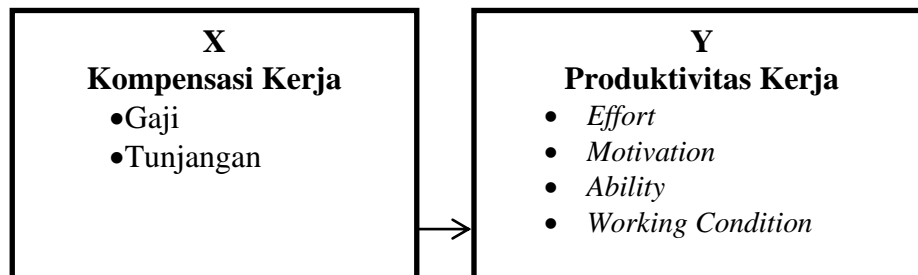 X
Kompensasi Kerja
•Gaji
•Tunjangan
Y
Produktivitas Kerja
• Effort
• Motivation
• Ability
• Working Condition